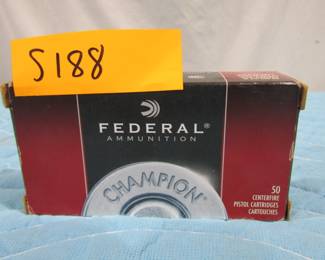 S188
FEDERAL
AMMUNITION
CHAMPION
50
CENTERFIRE
PISTOL CARTRIDGES
CARTOUCHES